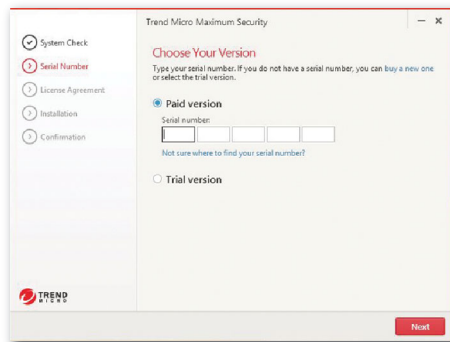 Trend Micro Maximum Security
System Check
Serial Number
License Agreement
Installation
Confirmation
Choose Your Version
Type your serial number. If you do not have a serial number, you can buy a new one
or select the trial version.
Paid version
Serial number:
Not sure where to find your serial number?
Trial version
TREND
MICRO
Next